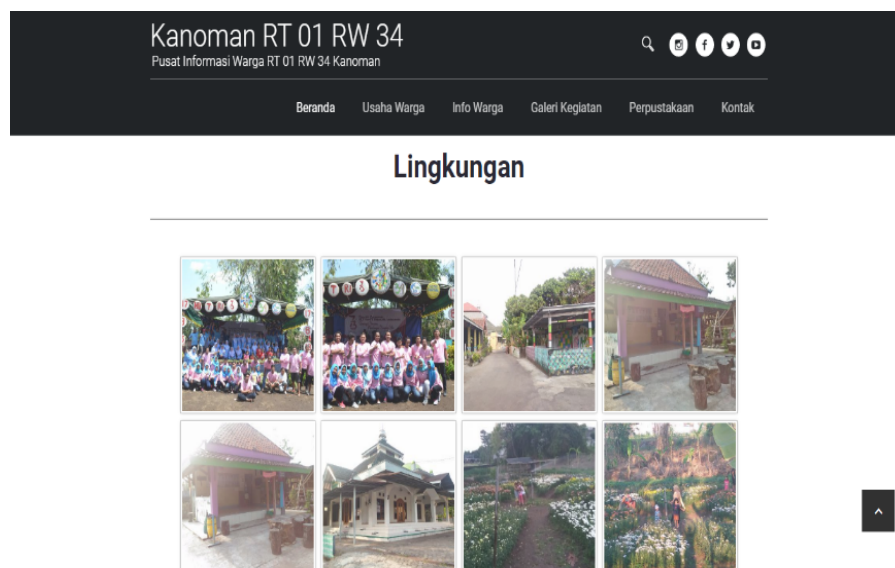 Kanoman RT 01 RW 34
Pusat Informasi Warga RT 01 RW 34 Kanoman
Beranda Usaha Warga Info Warga Galeri Kegiatan Perpustakaan Kontak
Lingkungan